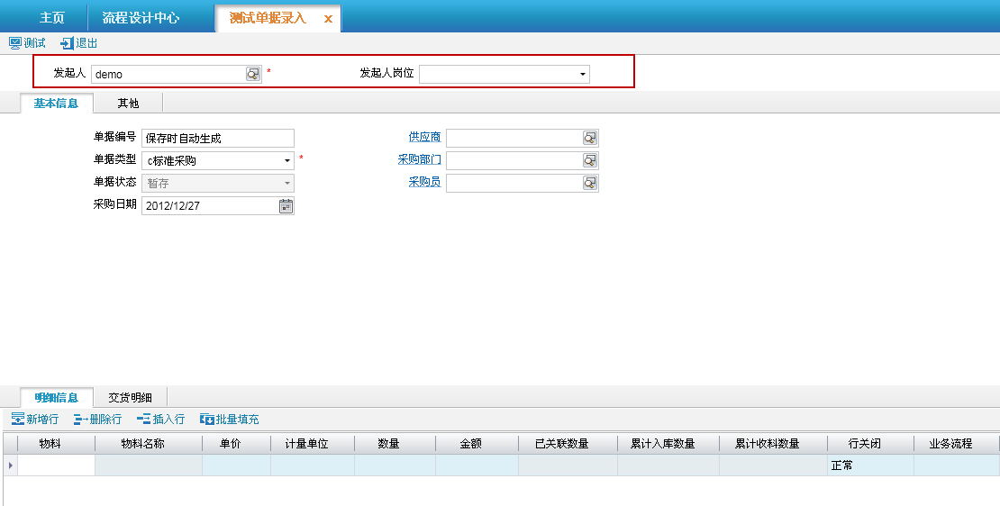 主页 流程设计中心 测试单据录入 x
测试 退出
发起人 demo * 发起人岗位
基本信息 其他
单据编号 保存时自动生成 供应商
单据类型 c标准采购 * 采购部门
单据状态 暂存 采购员
采购日期 2012/12/27
明细信息 交货明细
新增行 删除行 插入行 批量填充
物料 物料名称 单价 计量单位 数量 金额 已关联数量 累计入库数量 累计收料数量 行关闭 业务流程
正常